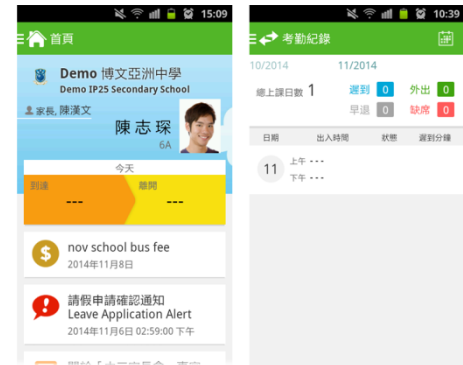 15:09
首頁
Demo 博文亞洲中學
Demo IP25 Secondary School
家長, 陳漢文
陳志琛
6A
今天
到達
離開
---
---
nov school bus fee
2014年11月8日
請假申請確認通知
Leave Application Alert
2014年11月6日 02:59:00 下午
10:39
考勤紀錄
10/2014
11/2014
總上課日數 1
遲到 0
外出 0
早退 0
缺席 0
日期 出入時間 狀態 遲到分鐘
11
上午 ---
下午 ---